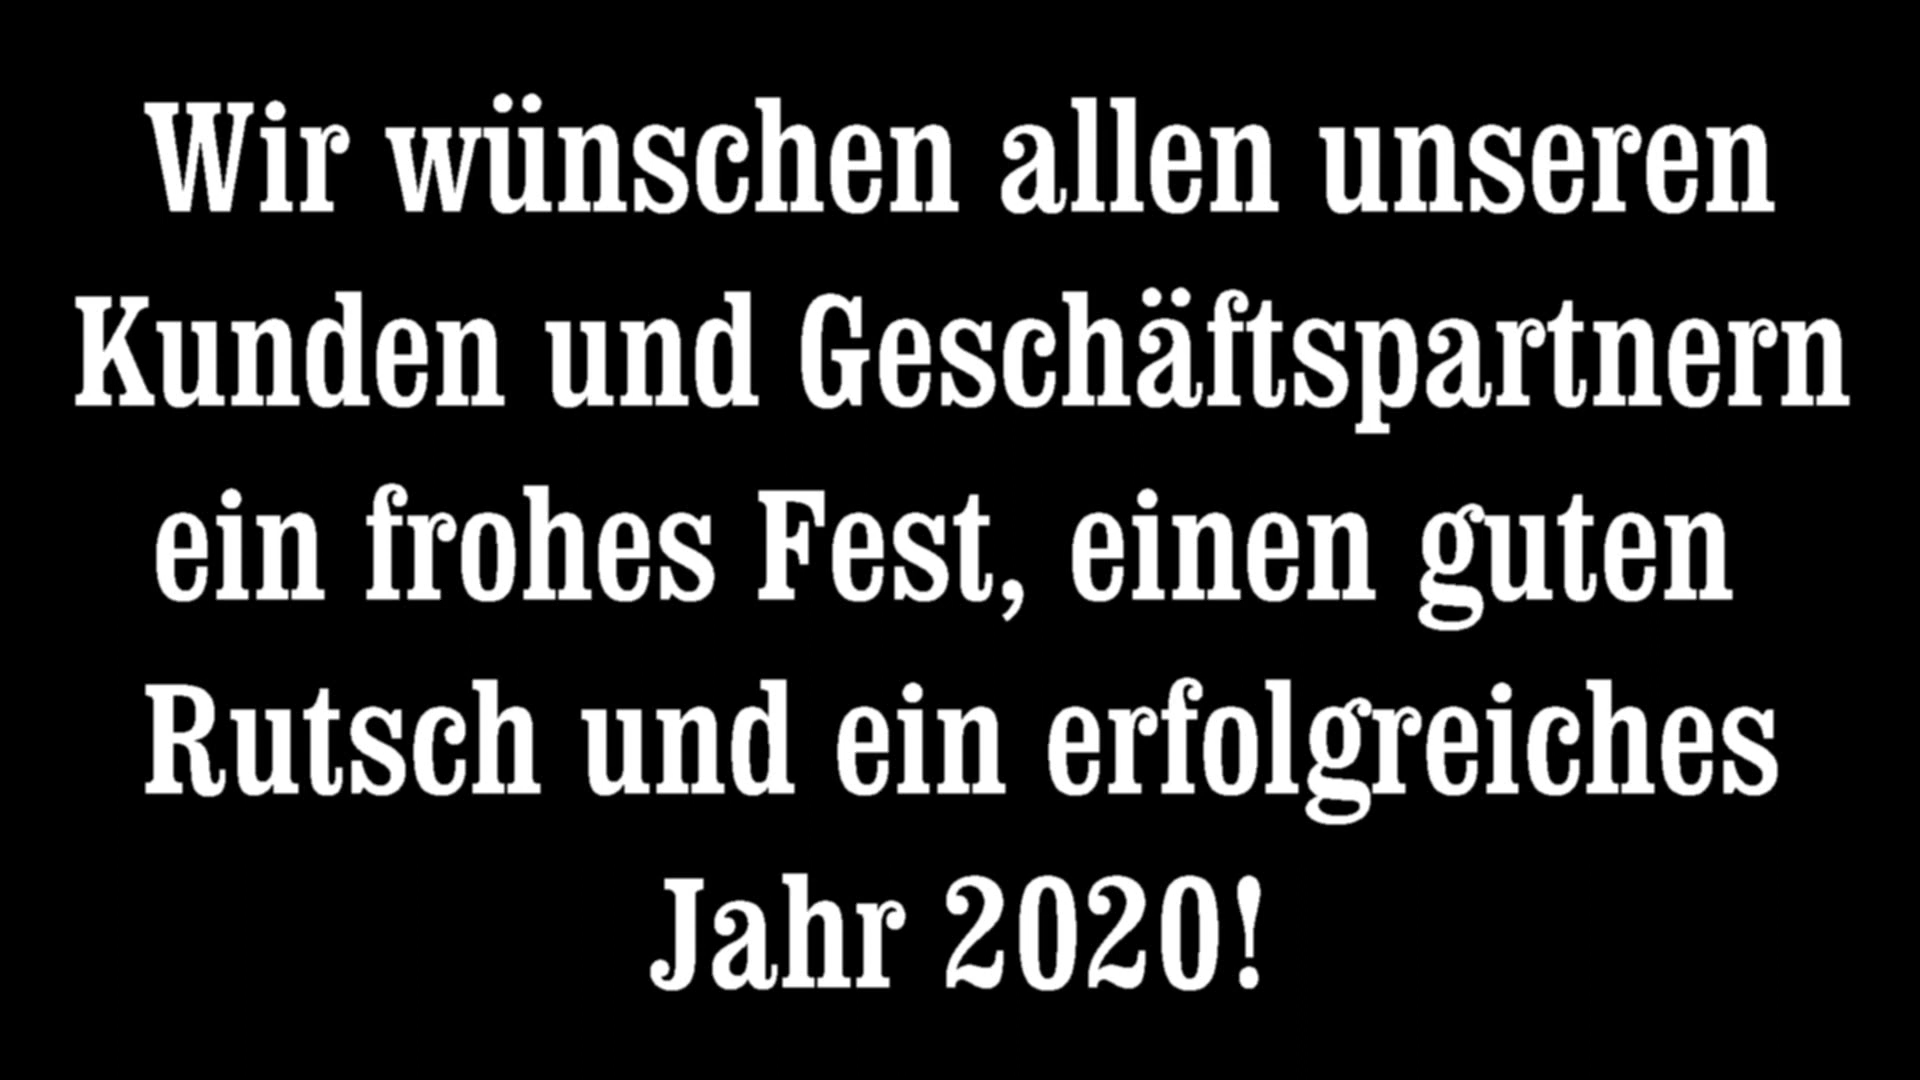 Wir wünschen allen unseren
Kunden und Geschäftspartnern
ein frohes Fest, einen guten
Rutsch und ein erfolgreiches
Jahr 2020!